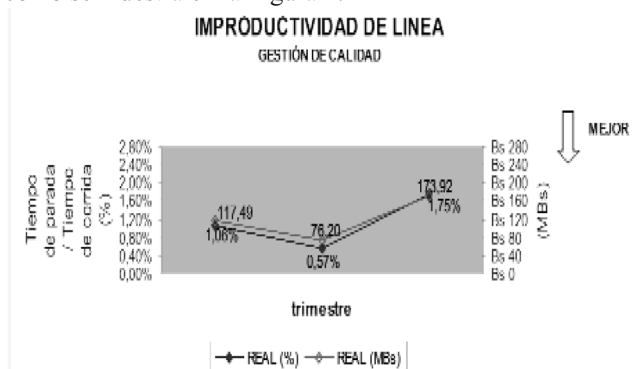 IMPRODUCTIVIDAD DE LINEA
GESTIÓN DE CALIDAD
MEJOR
Tiempo
de parada
/ Tiempo
de corrida
(%)
2,80%
2,40%
2,00%
1,60%
1,20%
0,80%
0,40%
0,00%
117,49
1,06%
76,20
0,57%
173,92
1,75%
Bs 280
Bs 240
Bs 200
Bs 160
Bs 120
Bs 80
Bs 40
Bs 0
(MBs)
trimestre
REAL (%) REAL (MBs)